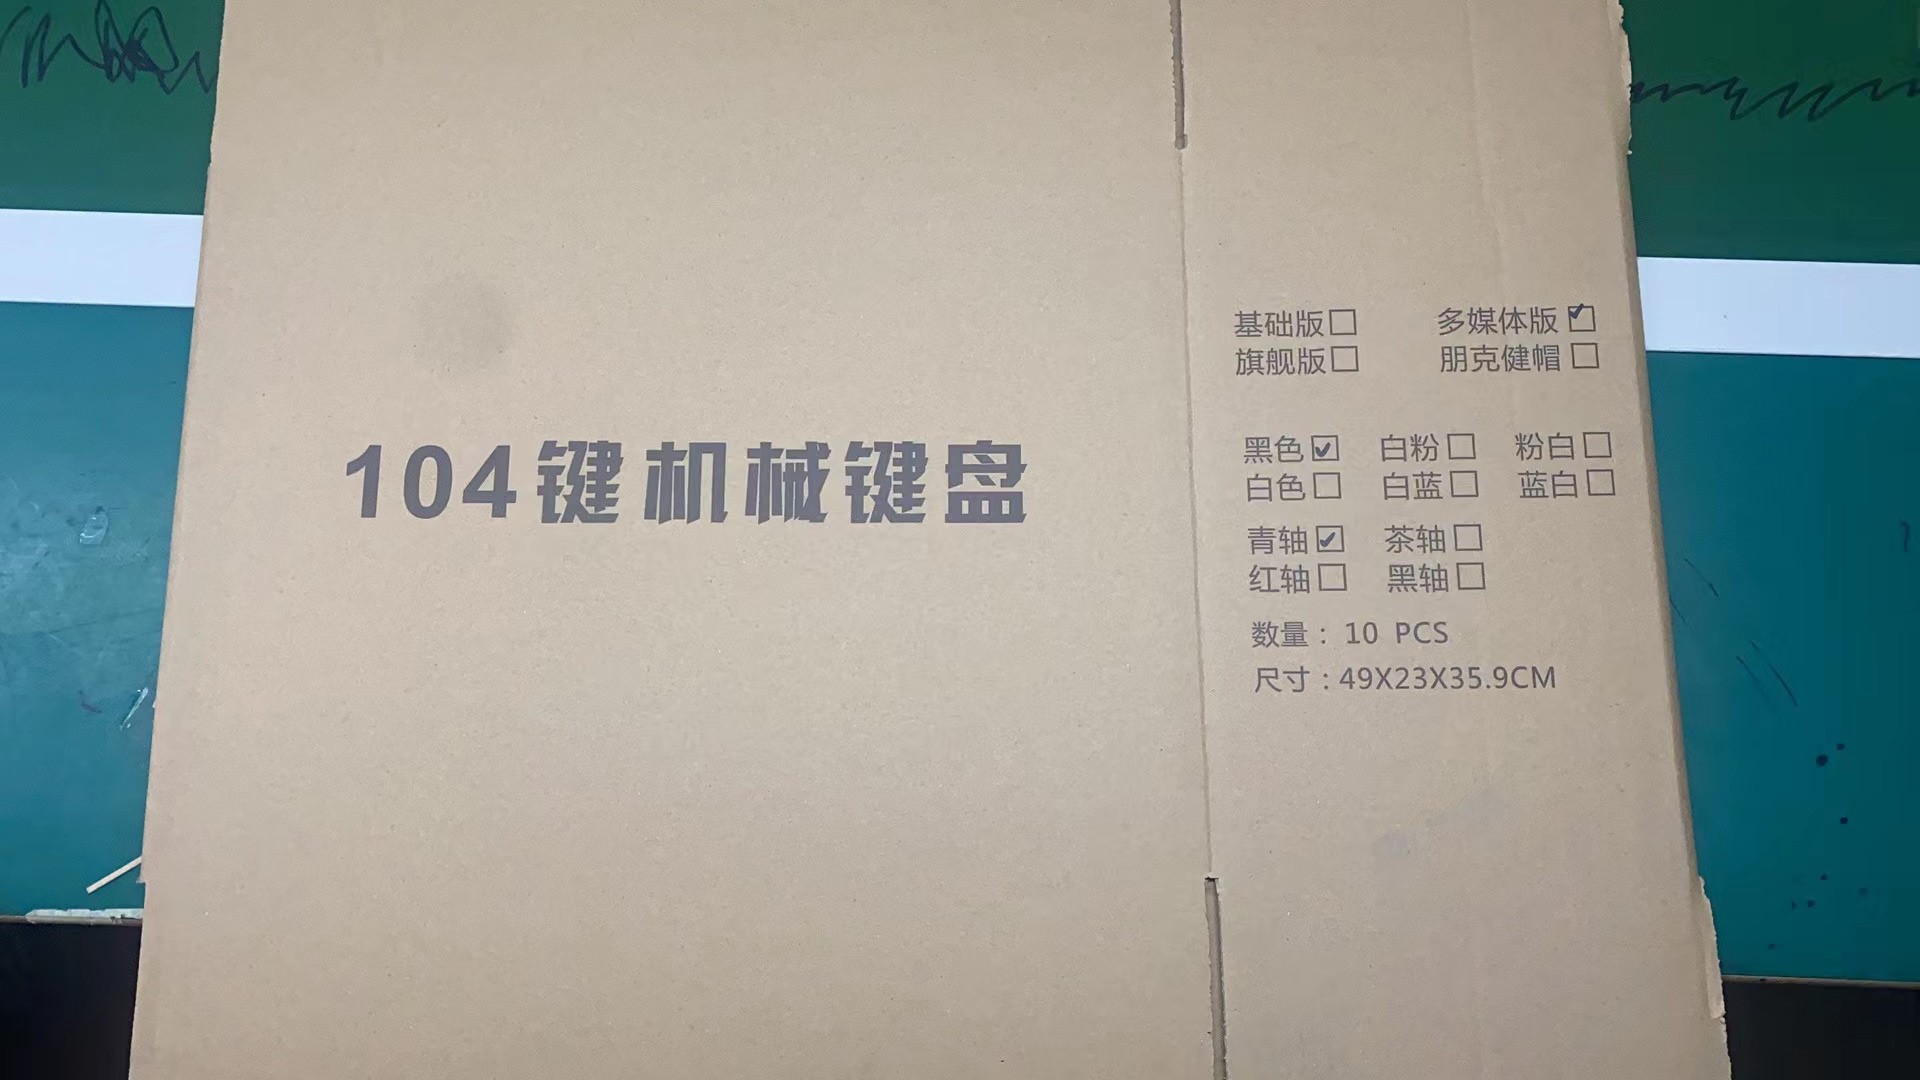 104键机械键盘
基础版☐ 多媒体版☑
旗舰版☐ 朋克健帽☐
黑色☑ 白粉☐ 粉白☐
白色☐ 白蓝☐ 蓝白☐
青轴☑ 茶轴☐
红轴☐ 黑轴☐
数量：10 PCS
尺寸：49X23X35.9CM